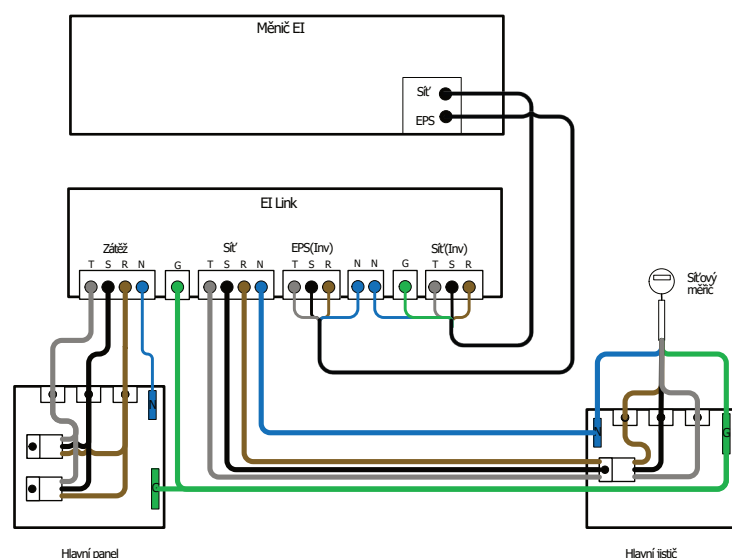 Měnič EI
Síť
EPS
EI Link
Zátěž
Síť
EPS(Inv)
Síť(Inv)
T S R N
G
T S R N
T S R
N N
G
T S R
Síťový
měřič
N
G
N
G
Hlavní panel
Hlavní jistič